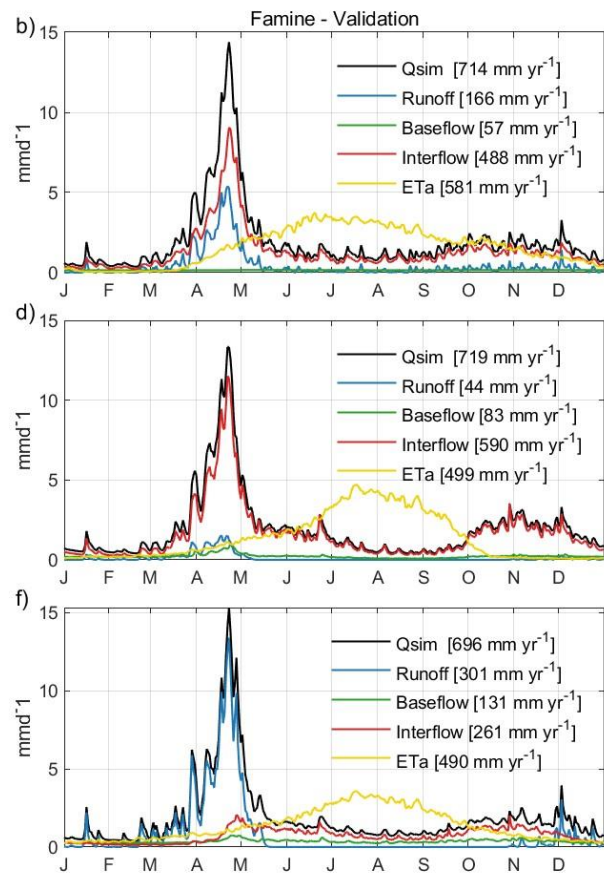 Famine - Validation
b)
15
10
5
0
mmd⁻¹
Qsim [714 mm yr⁻¹]
Runoff [166 mm yr⁻¹]
Baseflow [57 mm yr⁻¹]
Interflow [488 mm yr⁻¹]
ETa [581 mm yr⁻¹]
J F M A M J J A S O N D
d)
15
10
5
0
mmd⁻¹
Qsim [719 mm yr⁻¹]
Runoff [44 mm yr⁻¹]
Baseflow [83 mm yr⁻¹]
Interflow [590 mm yr⁻¹]
ETa [499 mm yr⁻¹]
J F M A M J J A S O N D
f)
15
10
5
0
mmd⁻¹
Qsim [696 mm yr⁻¹]
Runoff [301 mm yr⁻¹]
Baseflow [131 mm yr⁻¹]
Interflow [261 mm yr⁻¹]
ETa [490 mm yr⁻¹]
J F M A M J J A S O N D